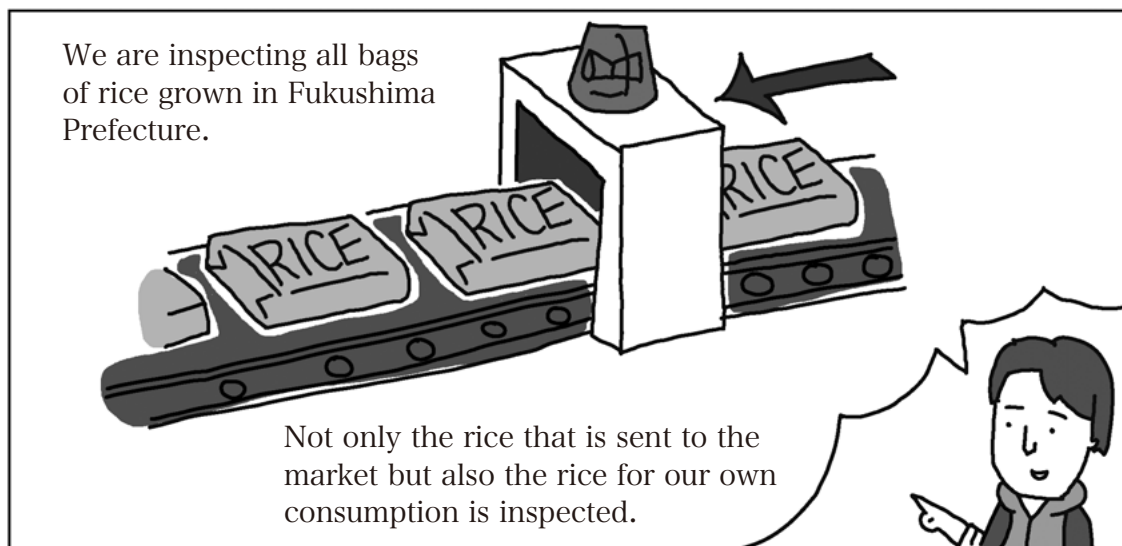 We are inspecting all bags
of rice grown in Fukushima
Prefecture.
RICE
RICE
RICE
Not only the rice that is sent to the
market but also the rice for our own
consumption is inspected.